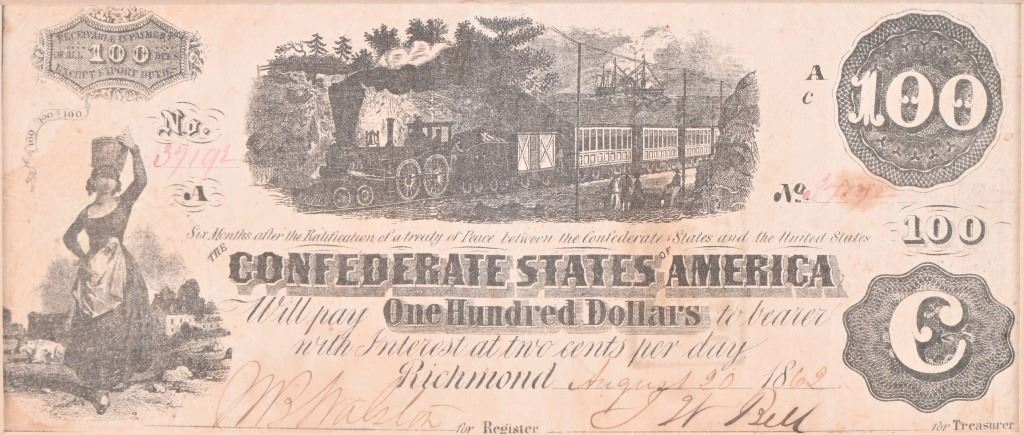 RECEIVABLE IN PAYMENT
OF ALL 100 DUES
EXCEPT EXPORT DUTIES
100 100 100
No.
A
A
C
100
No.
Six Months after the Ratification of a treaty of Peace between the Confederate States and the United States
100
THE CONFEDERATE STATES OF AMERICA
Will pay One Hundred Dollars to bearer
with Interest at two cents per day
C
Richmond August 20 1862
for Register
J W Bell
for Treasurer